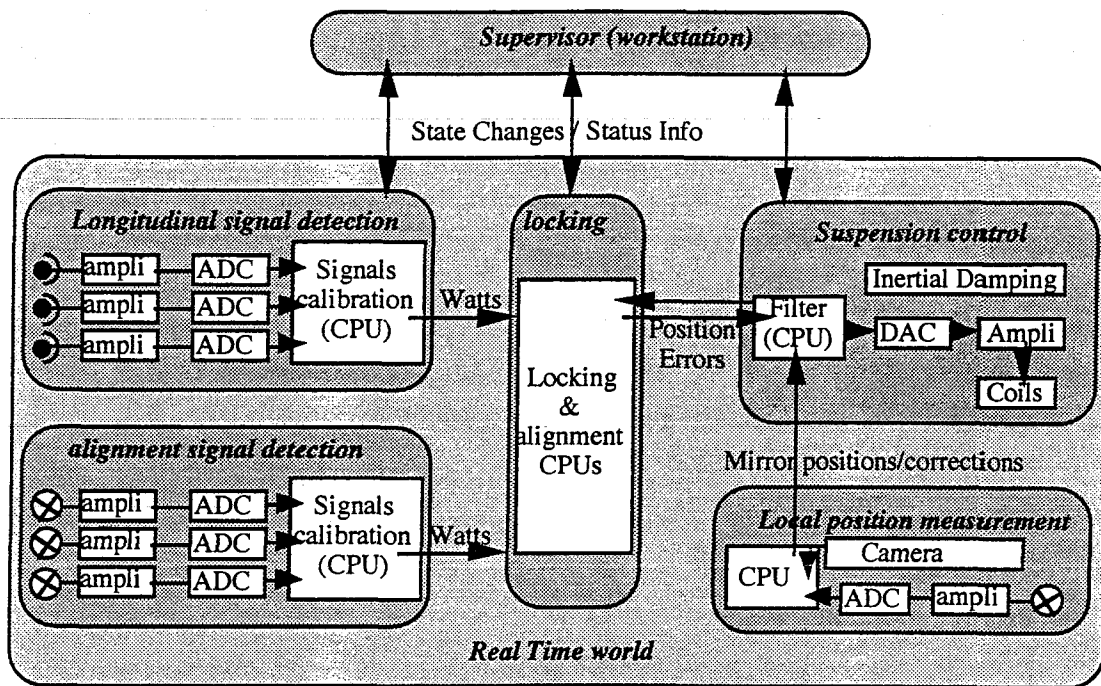 Supervisor (workstation)
State Changes / Status Info
Longitudinal signal detection
ampli ADC
ampli ADC
ampli ADC
Signals
calibration
(CPU)
Watts
locking
Locking
&
alignment
CPUs
Position
Errors
Suspension control
Inertial Damping
Filter
(CPU)
DAC
Ampli
Coils
alignment signal detection
ampli ADC
ampli ADC
ampli ADC
Signals
calibration
(CPU)
Watts
Mirror positions/corrections
Local position measurement
Camera
CPU
ADC ampli
Real Time world